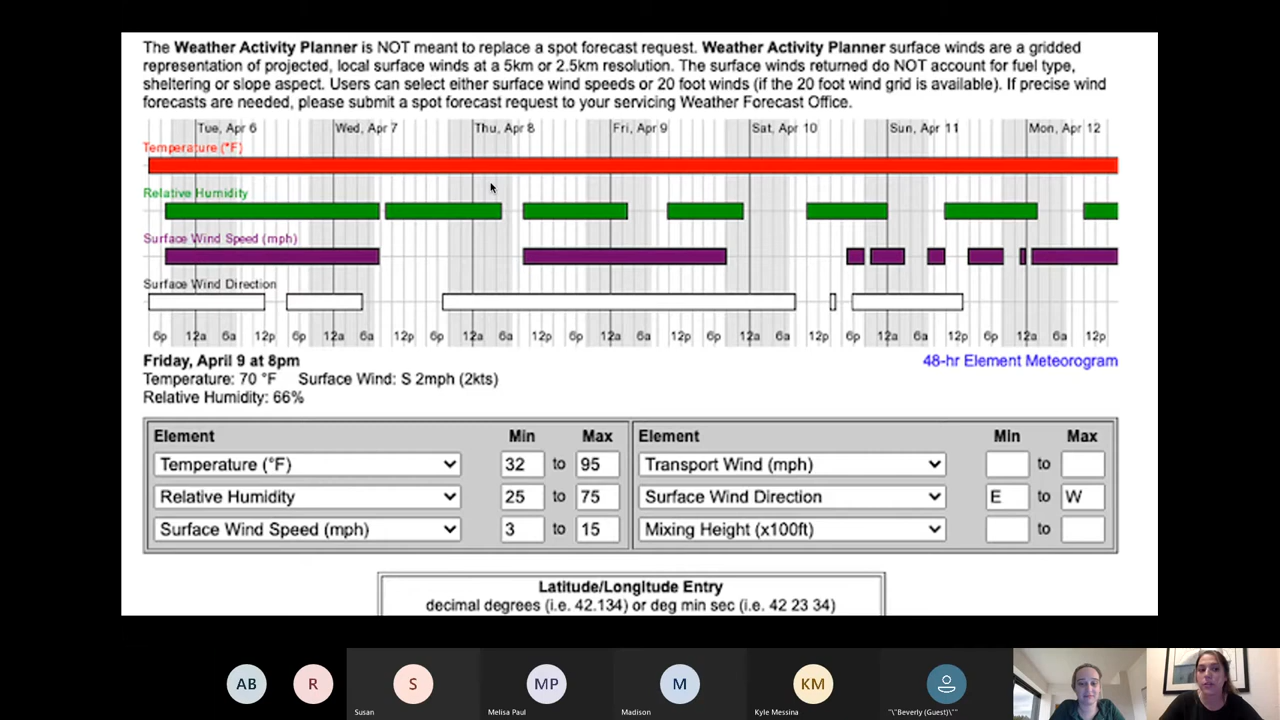 The Weather Activity Planner is NOT meant to replace a spot forecast request. Weather Activity Planner surface winds are a gridded
representation of projected, local surface winds at a 5km or 2.5km resolution. The surface winds returned do NOT account for fuel type,
sheltering or slope aspect. Users can select either surface wind speeds or 20 foot winds (if the 20 foot wind grid is available). If precise wind
forecasts are needed, please submit a spot forecast request to your servicing Weather Forecast Office.
Tue, Apr 6 Wed, Apr 7 Thu, Apr 8 Fri, Apr 9 Sat, Apr 10 Sun, Apr 11 Mon, Apr 12
Temperature (°F)
Relative Humidity
Surface Wind Speed (mph)
Surface Wind Direction
6p 12a 6a 12p 6p 12a 6a 12p 6p 12a 6a 12p 6p 12a 6a 12p 6p 12a 6a 12p 6p 12a 6a 12p 6p 12a 6a 12p
Friday, April 9 at 8pm 48-hr Element Meteorogram
Temperature: 70 °F Surface Wind: S 2mph (2kts)
Relative Humidity: 66%
Element Min Max Element Min Max
Temperature (°F) 32 to 95 Transport Wind (mph) to
Relative Humidity 25 to 75 Surface Wind Direction E to W
Surface Wind Speed (mph) 3 to 15 Mixing Height (x100ft) to
Latitude/Longitude Entry
decimal degrees (i.e. 42.134) or deg min sec (i.e. 42 23 34)
AB R S MP M KM
Susan Melisa Paul Madison Kyle Messina "\"Beverly (Guest)\""